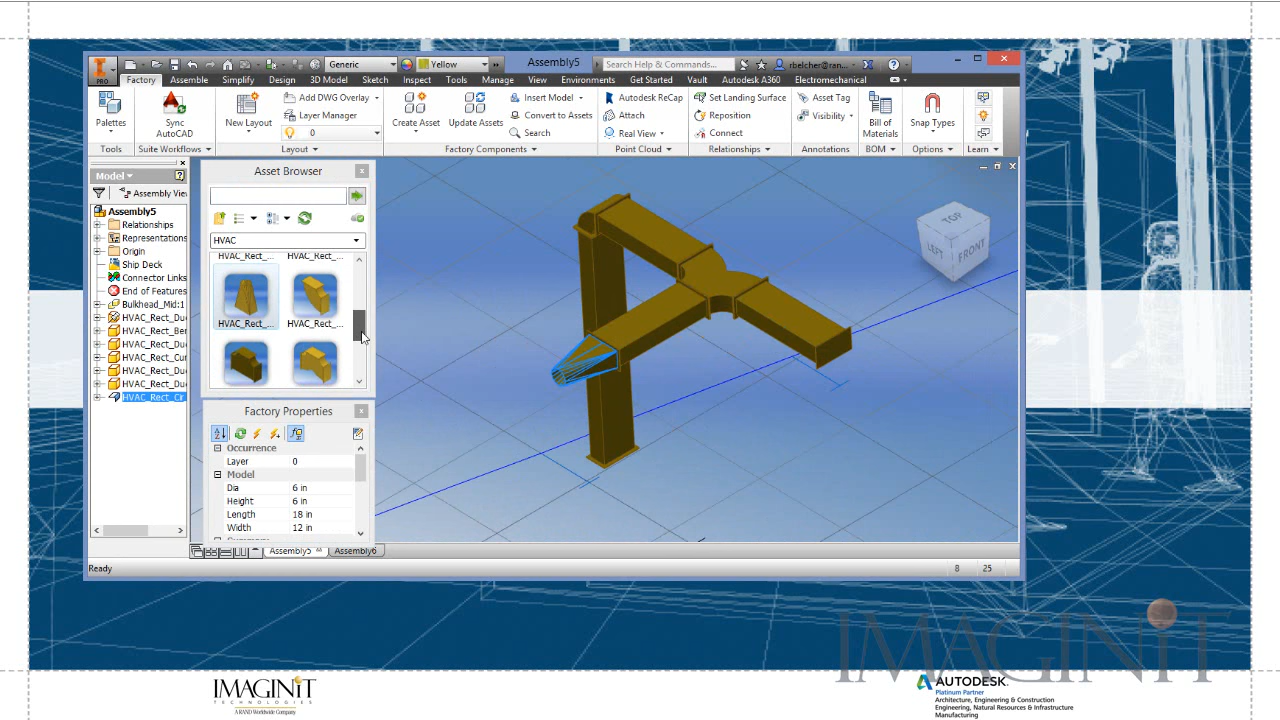 PRO
Generic
Yellow
Assembly5
Search Help & Commands...
rbelcher@ran...
Factory Assemble Simplify Design 3D Model Sketch Inspect Tools Manage View Environments Get Started Vault Autodesk A360 Electromechanical
Palettes
Tools
Sync
AutoCAD
Suite Workflows
New Layout
Add DWG Overlay
Layer Manager
0
Layout
Create Asset
Update Assets
Insert Model
Convert to Assets
Search
Factory Components
Autodesk ReCap
Attach
Real View
Point Cloud
Set Landing Surface
Reposition
Connect
Relationships
Asset Tag
Visibility
Annotations
Bill of
Materials
BOM
Snap Types
Options
Learn
Model
Assembly Vie
Assembly5
Relationships
Representations
Origin
Ship Deck
Connector Links
End of Features
Bulkhead_Mid:1
HVAC_Rect_Du
HVAC_Rect_Ber
HVAC_Rect_Du
HVAC_Rect_Cur
HVAC_Rect_Du
HVAC_Rect_Du
HVAC_Rect_Cir
Asset Browser
HVAC
HVAC_Rect_... HVAC_Rect_...
HVAC_Rect_... HVAC_Rect_...
Factory Properties
Occurrence
Layer 0
Model
Dia 6 in
Height 6 in
Length 18 in
Width 12 in
TOP
LEFT
FRONT
Assembly5 Assembly6
Ready
8 25
IMAGINiT
IMAGINiT
TECHNOLOGIES
A RAND Worldwide Company
AUTODESK
Platinum Partner
Architecture, Engineering & Construction
Engineering, Natural Resources & Infrastructure
Manufacturing